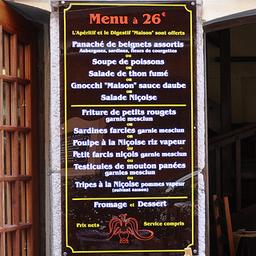 Menu à 26€
L'Apéritif et le Digestif "Maison" sont offerts
Panaché de beignets assortis
Aubergines, sardines, fleurs de courgettes
ou
Soupe de poissons
ou
Salade de thon fumé
ou
Gnocchi "Maison" sauce daube
ou
Salade Niçoise
Friture de petits rougets
garnie mesclun
ou
Sardines farcies garnie mesclun
ou
Poulpe à la Niçoise riz vapeur
ou
Petit farcis niçois garnie mesclun
ou
Testicules de mouton panées
garnies mesclun
ou
Tripes à la Niçoise pommes vapeur
(suivant saison)
Fromage et Dessert
Prix nets
Service compris